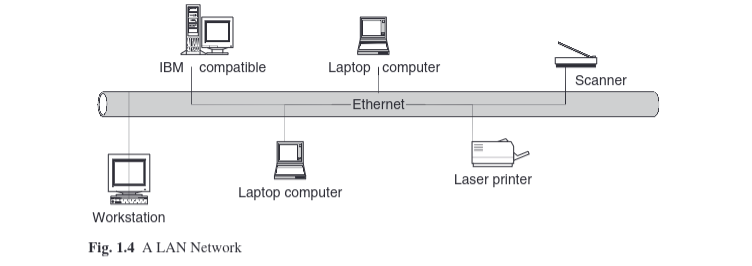 IBM compatible
Laptop computer
Scanner
Ethernet
Laptop computer
Laser printer
Workstation
Fig. 1.4 A LAN Network